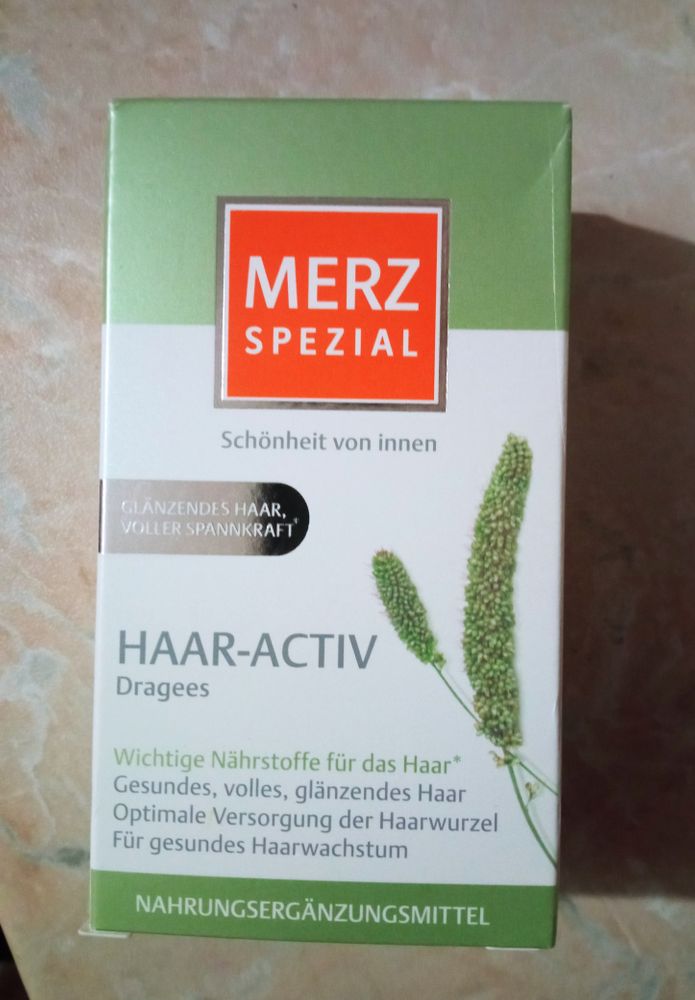 MERZ
SPEZIAL
Schönheit von innen
GLÄNZENDES HAAR,
VOLLER SPANNKRAFT*
HAAR-ACTIV
Dragees
Wichtige Nährstoffe für das Haar*
Gesundes, volles, glänzendes Haar
Optimale Versorgung der Haarwurzel
Für gesundes Haarwachstum
NAHRUNGSERGÄNZUNGSMITTEL